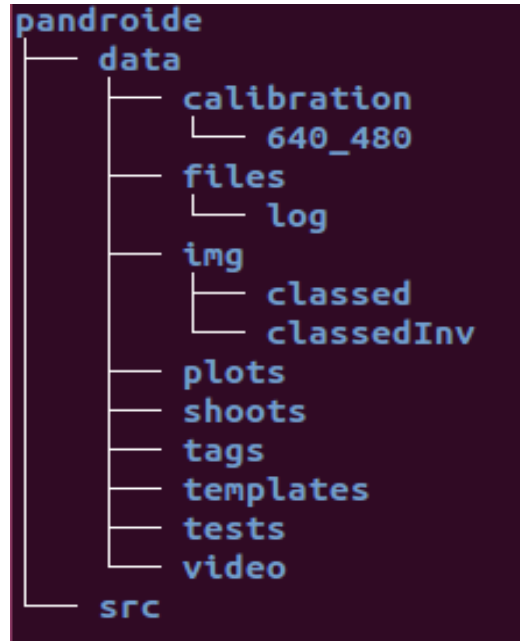 pandroide
data
calibration
640_480
files
log
img
classed
classedInv
plots
shoots
tags
templates
tests
video
src